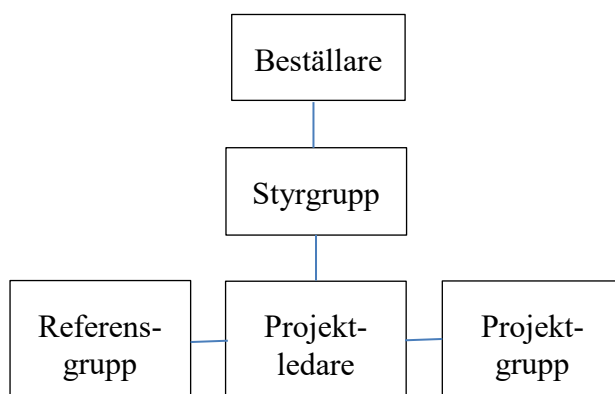 Beställare
Styrgrupp
Referens-
grupp
Projekt-
ledare
Projekt-
grupp